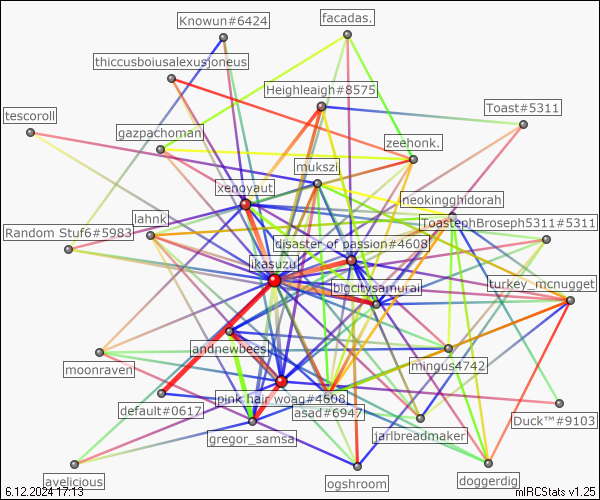 Knowun#6424
facadas.
thiccusboiusalexusjoneus
Heighleaigh#8575
Toast#5311
tescoroll
gazpachoman
zeehonk.
mukszi
xenoyaut
neokingghidorah
lahnk
ToastephBroseph5311#5311
Random Stuf6#5983
disaster of passion#4608
ikasuzu
bigcitysamurai
turkey_mcnugget
andnewbees
mingus4742
moonraven
pink hair woag#4608
default#0617
asad#6947
Duck™#9103
gregor_samsa
jarlbreadmaker
avelicious
ogshroom
doggerdig
6.12.2024 17:13
mIRCStats v1.25